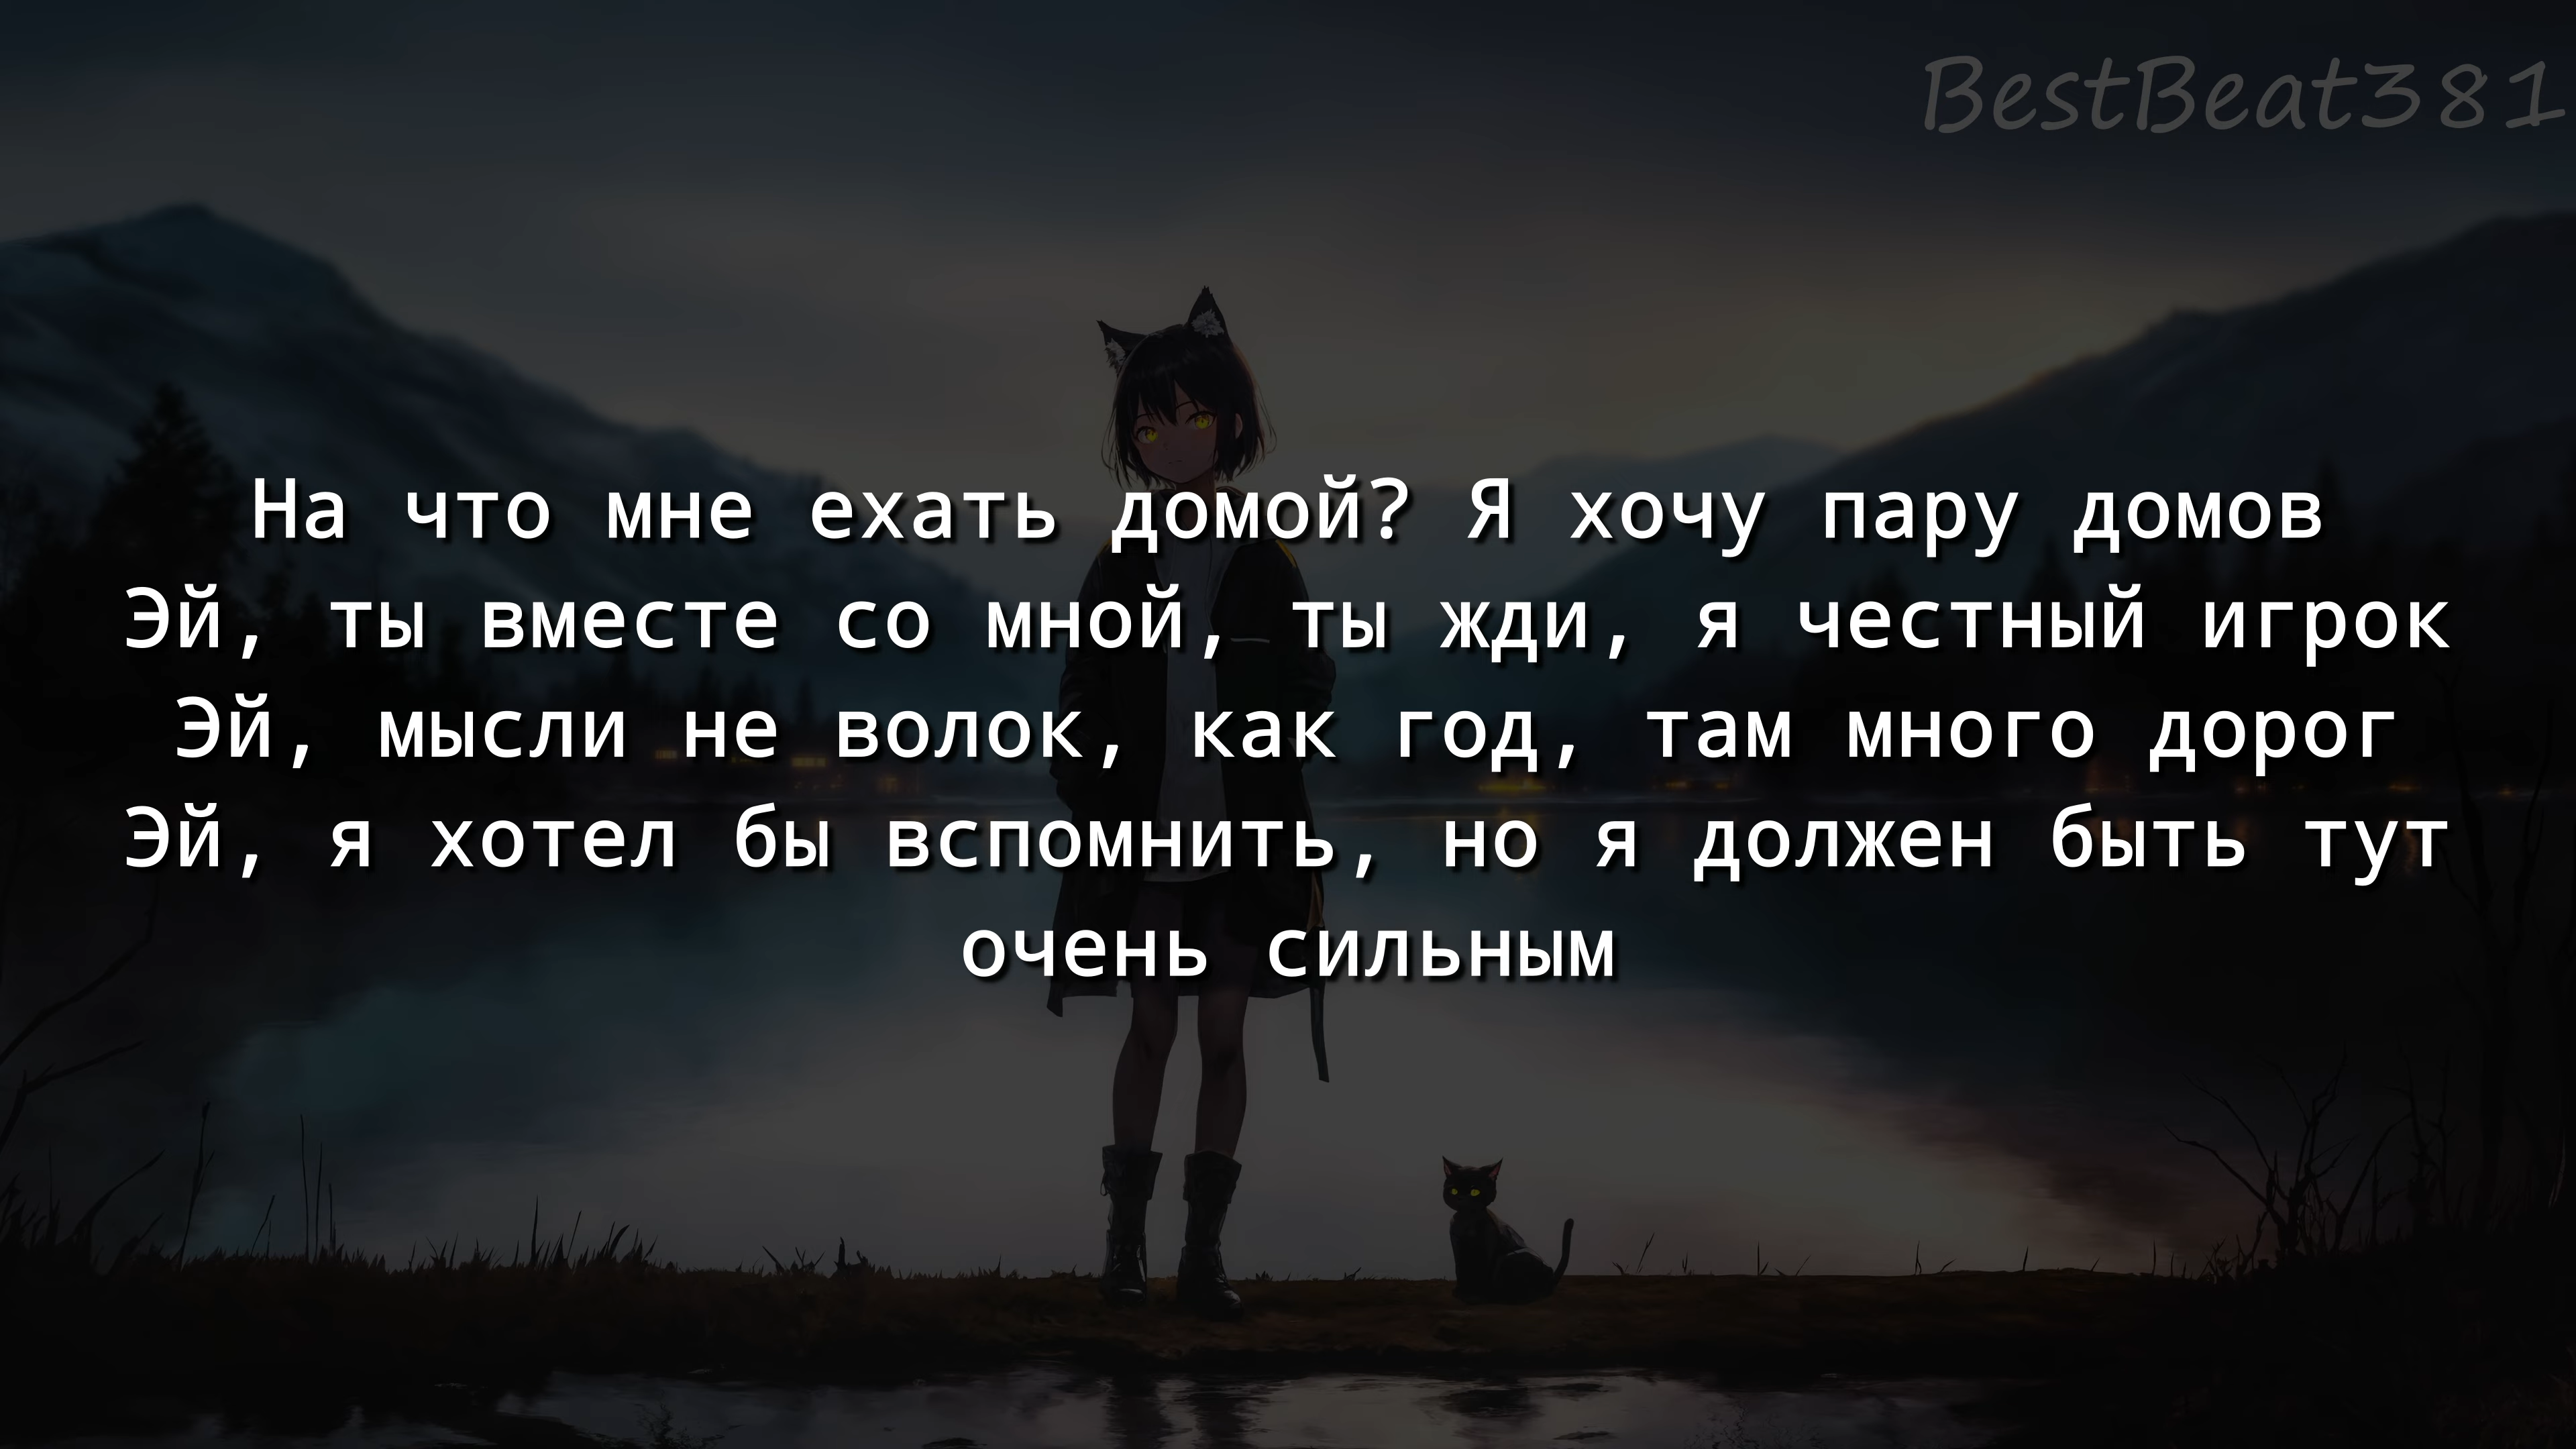 BestBeat381
На что мне ехать домой? Я хочу пару домов
Эй, ты вместе со мной, ты жди, я честный игрок
Эй, мысли не волок, как год, там много дорог
Эй, я хотел бы вспомнить, но я должен быть тут
очень сильным